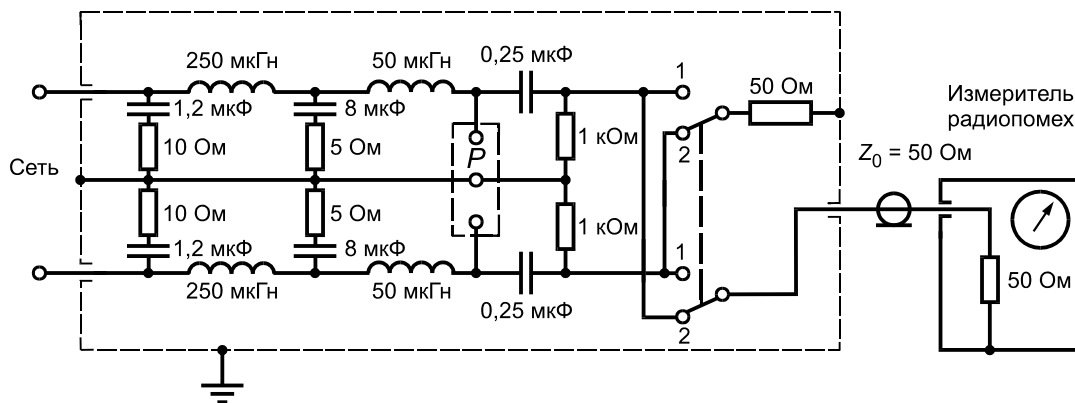 250 мкГн
50 мкГн
0,25 мкФ
1
50 Ом
Измеритель
радиопомех
1,2 мкФ
8 мкФ
10 Ом
5 Ом
P
1 кОм
2
Z0 = 50 Ом
Сеть
10 Ом
5 Ом
1 кОм
1,2 мкФ
8 мкФ
1
50 Ом
250 мкГн
50 мкГн
0,25 мкФ
2